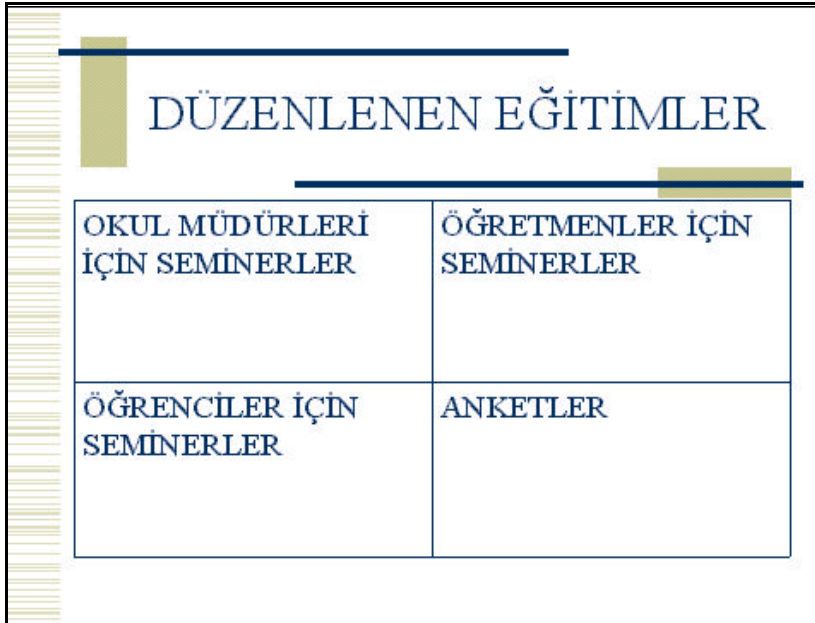 DÜZENLENEN EĞİTİMLER
OKUL MÜDÜRLERİ
İÇİN SEMİNERLER
ÖĞRETMENLER İÇİN
SEMİNERLER
ÖĞRENCİLER İÇİN
SEMİNERLER
ANKETLER